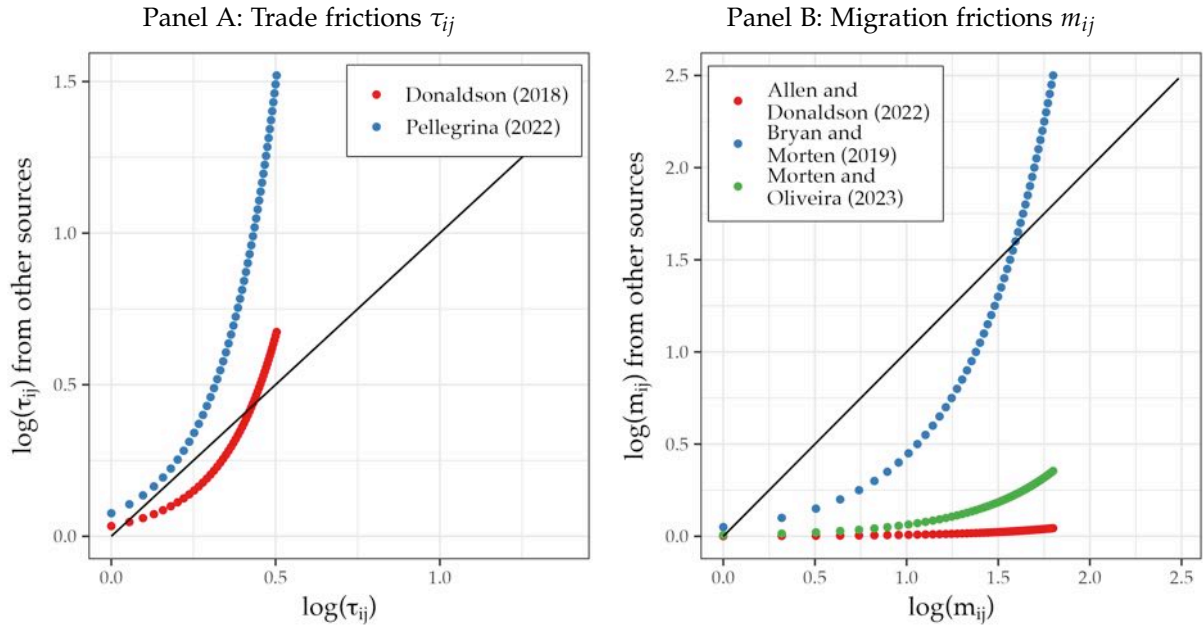 Panel A: Trade frictions τij
Panel B: Migration frictions mij
1.5
1.0
0.5
0.0
log(τij) from other sources
Donaldson (2018)
Pellegrina (2022)
0.0
0.5
1.0
log(τij)
2.5
2.0
1.5
1.0
0.5
0.0
log(mij) from other sources
Allen and
Donaldson (2022)
Bryan and
Morten (2019)
Morten and
Oliveira (2023)
0.0
0.5
1.0
1.5
2.0
2.5
log(mij)